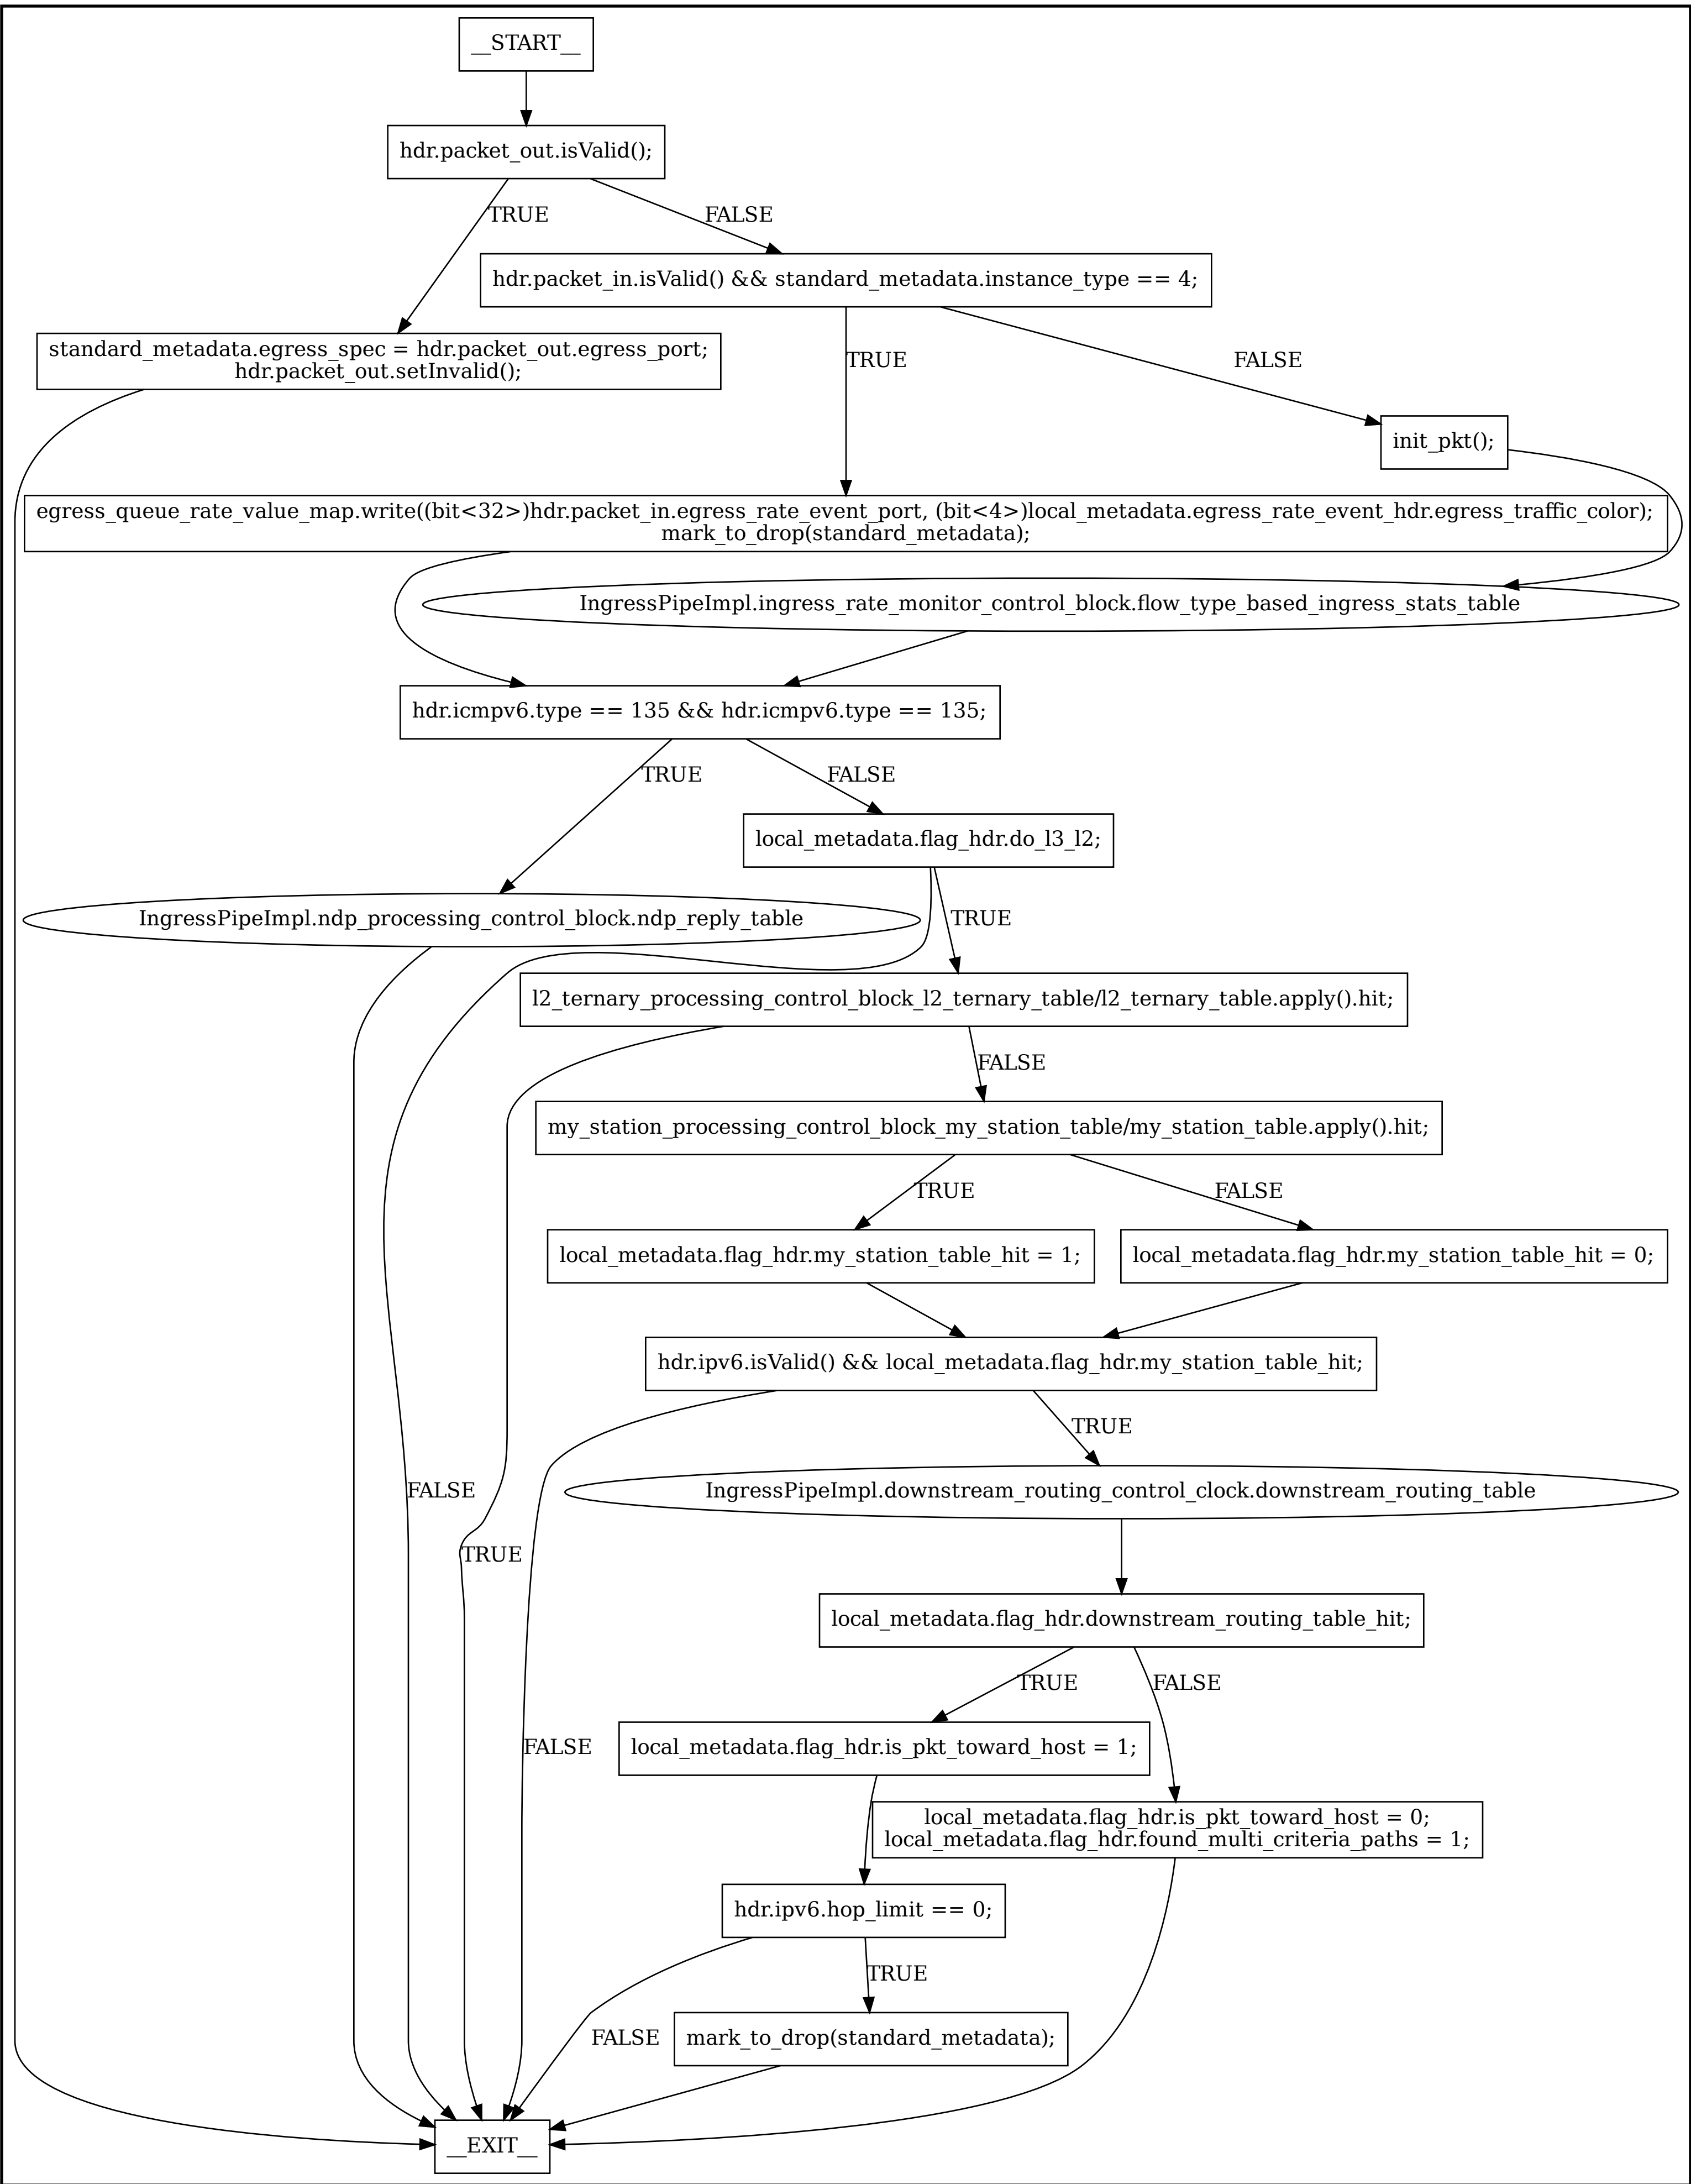 __START__
hdr.packet_out.isValid();
TRUE
FALSE
hdr.packet_in.isValid() && standard_metadata.instance_type == 4;
standard_metadata.egress_spec = hdr.packet_out.egress_port;
hdr.packet_out.setInvalid();
TRUE
FALSE
init_pkt();
egress_queue_rate_value_map.write((bit<32>)hdr.packet_in.egress_rate_event_port, (bit<4>)local_metadata.egress_rate_event_hdr.egress_traffic_color);
mark_to_drop(standard_metadata);
IngressPipeImpl.ingress_rate_monitor_control_block.flow_type_based_ingress_stats_table
hdr.icmpv6.type == 135 && hdr.icmpv6.type == 135;
TRUE
FALSE
local_metadata.flag_hdr.do_l3_l2;
IngressPipeImpl.ndp_processing_control_block.ndp_reply_table
TRUE
l2_ternary_processing_control_block_l2_ternary_table/l2_ternary_table.apply().hit;
FALSE
my_station_processing_control_block_my_station_table/my_station_table.apply().hit;
TRUE
FALSE
local_metadata.flag_hdr.my_station_table_hit = 1;
local_metadata.flag_hdr.my_station_table_hit = 0;
hdr.ipv6.isValid() && local_metadata.flag_hdr.my_station_table_hit;
TRUE
FALSE
IngressPipeImpl.downstream_routing_control_clock.downstream_routing_table
TRUE
local_metadata.flag_hdr.downstream_routing_table_hit;
TRUE
FALSE
FALSE
local_metadata.flag_hdr.is_pkt_toward_host = 1;
local_metadata.flag_hdr.is_pkt_toward_host = 0;
local_metadata.flag_hdr.found_multi_criteria_paths = 1;
hdr.ipv6.hop_limit == 0;
TRUE
FALSE
mark_to_drop(standard_metadata);
__EXIT__